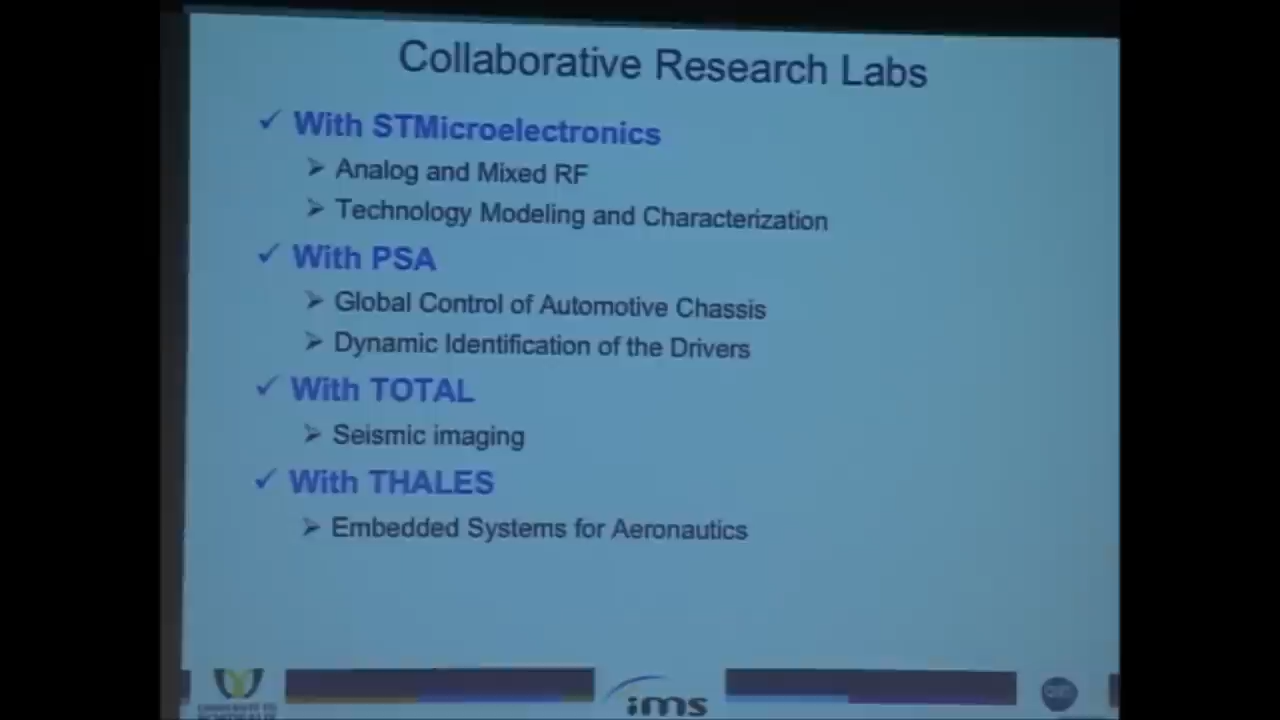 Collaborative Research Labs
✓ With STMicroelectronics
➢ Analog and Mixed RF
➢ Technology Modeling and Characterization
✓ With PSA
➢ Global Control of Automotive Chassis
➢ Dynamic Identification of the Drivers
✓ With TOTAL
➢ Seismic imaging
✓ With THALES
➢ Embedded Systems for Aeronautics
ims